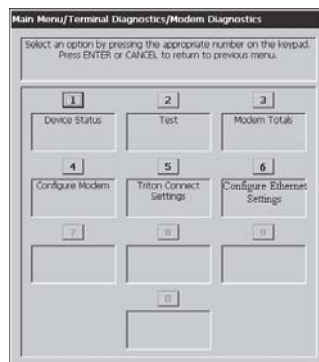 Main Menu/Terminal Diagnostics/Modem Diagnostics
Select an option by pressing the appropriate number on the keypad.
Press ENTER or CANCEL to return to previous menu.
1 2 3
Device Status Test Modem Totals
4 5 6
Configure Modem Triton Connect Configure Ethernet
Settings Settings
7 8 9
0